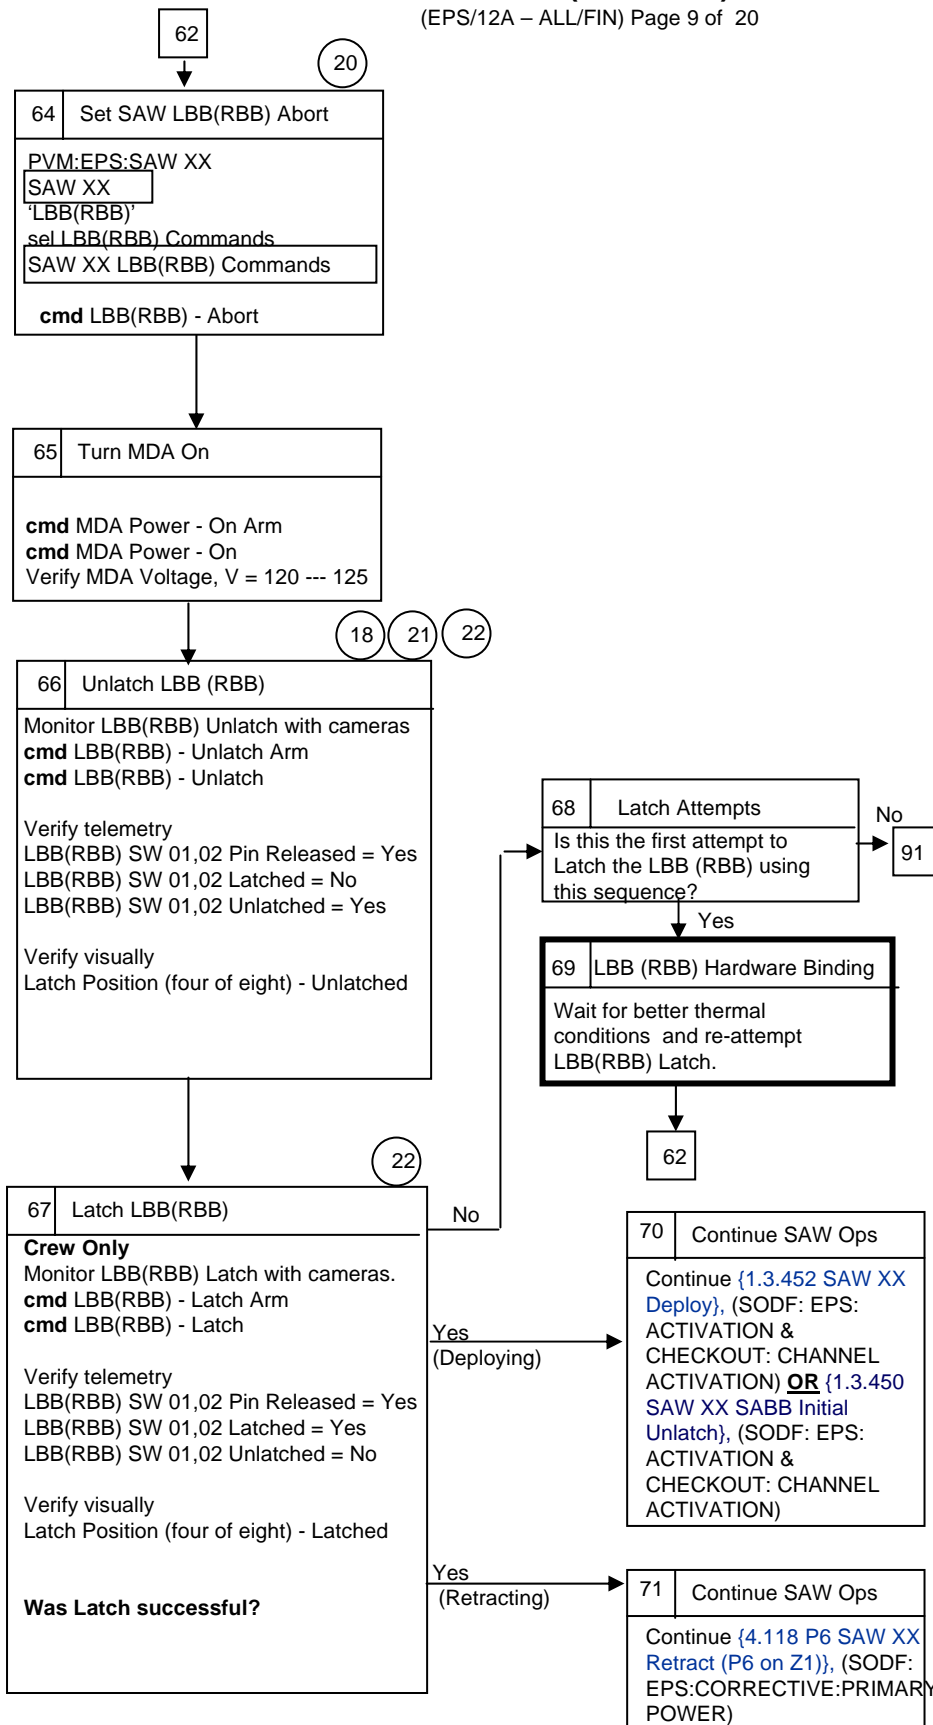 (EPS/12A – ALL/FIN) Page 9 of 20
62
20
64 Set SAW LBB(RBB) Abort
PVM:EPS:SAW XX
SAW XX
‘LBB(RBB)’
sel LBB(RBB) Commands
SAW XX LBB(RBB) Commands
cmd LBB(RBB) - Abort
65 Turn MDA On
cmd MDA Power - On Arm
cmd MDA Power - On
Verify MDA Voltage, V = 120 --- 125
18 21 22
66 Unlatch LBB (RBB)
Monitor LBB(RBB) Unlatch with cameras
cmd LBB(RBB) - Unlatch Arm
cmd LBB(RBB) - Unlatch
Verify telemetry
LBB(RBB) SW 01,02 Pin Released = Yes
LBB(RBB) SW 01,02 Latched = No
LBB(RBB) SW 01,02 Unlatched = Yes
Verify visually
Latch Position (four of eight) - Unlatched
68 Latch Attempts
Is this the first attempt to
Latch the LBB (RBB) using
this sequence?
No
91
Yes
69 LBB (RBB) Hardware Binding
Wait for better thermal
conditions and re-attempt
LBB(RBB) Latch.
62
22
67 Latch LBB(RBB)
Crew Only
Monitor LBB(RBB) Latch with cameras.
cmd LBB(RBB) - Latch Arm
cmd LBB(RBB) - Latch
Verify telemetry
LBB(RBB) SW 01,02 Pin Released = Yes
LBB(RBB) SW 01,02 Latched = Yes
LBB(RBB) SW 01,02 Unlatched = No
Verify visually
Latch Position (four of eight) - Latched
Was Latch successful?
No
Yes
(Deploying)
70 Continue SAW Ops
Continue {1.3.452 SAW XX
Deploy}, (SODF: EPS:
ACTIVATION &
CHECKOUT: CHANNEL
ACTIVATION) OR {1.3.450
SAW XX SABB Initial
Unlatch}, (SODF: EPS:
ACTIVATION &
CHECKOUT: CHANNEL
ACTIVATION)
Yes
(Retracting)
71 Continue SAW Ops
Continue {4.118 P6 SAW XX
Retract (P6 on Z1)}, (SODF:
EPS:CORRECTIVE:PRIMARY
POWER)